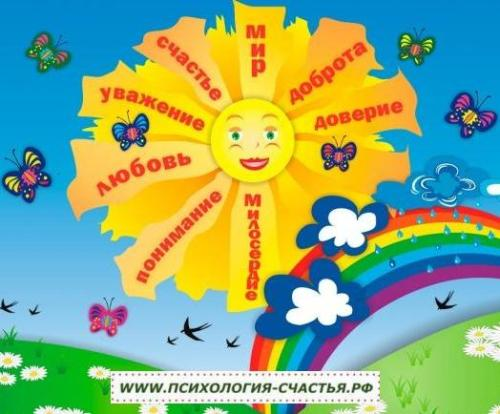 мир
доброта
доверие
Милосердие
понимание
любовь
уважение
счастье
WWW.ПСИХОЛОГИЯ-СЧАСТЬЯ.РФ